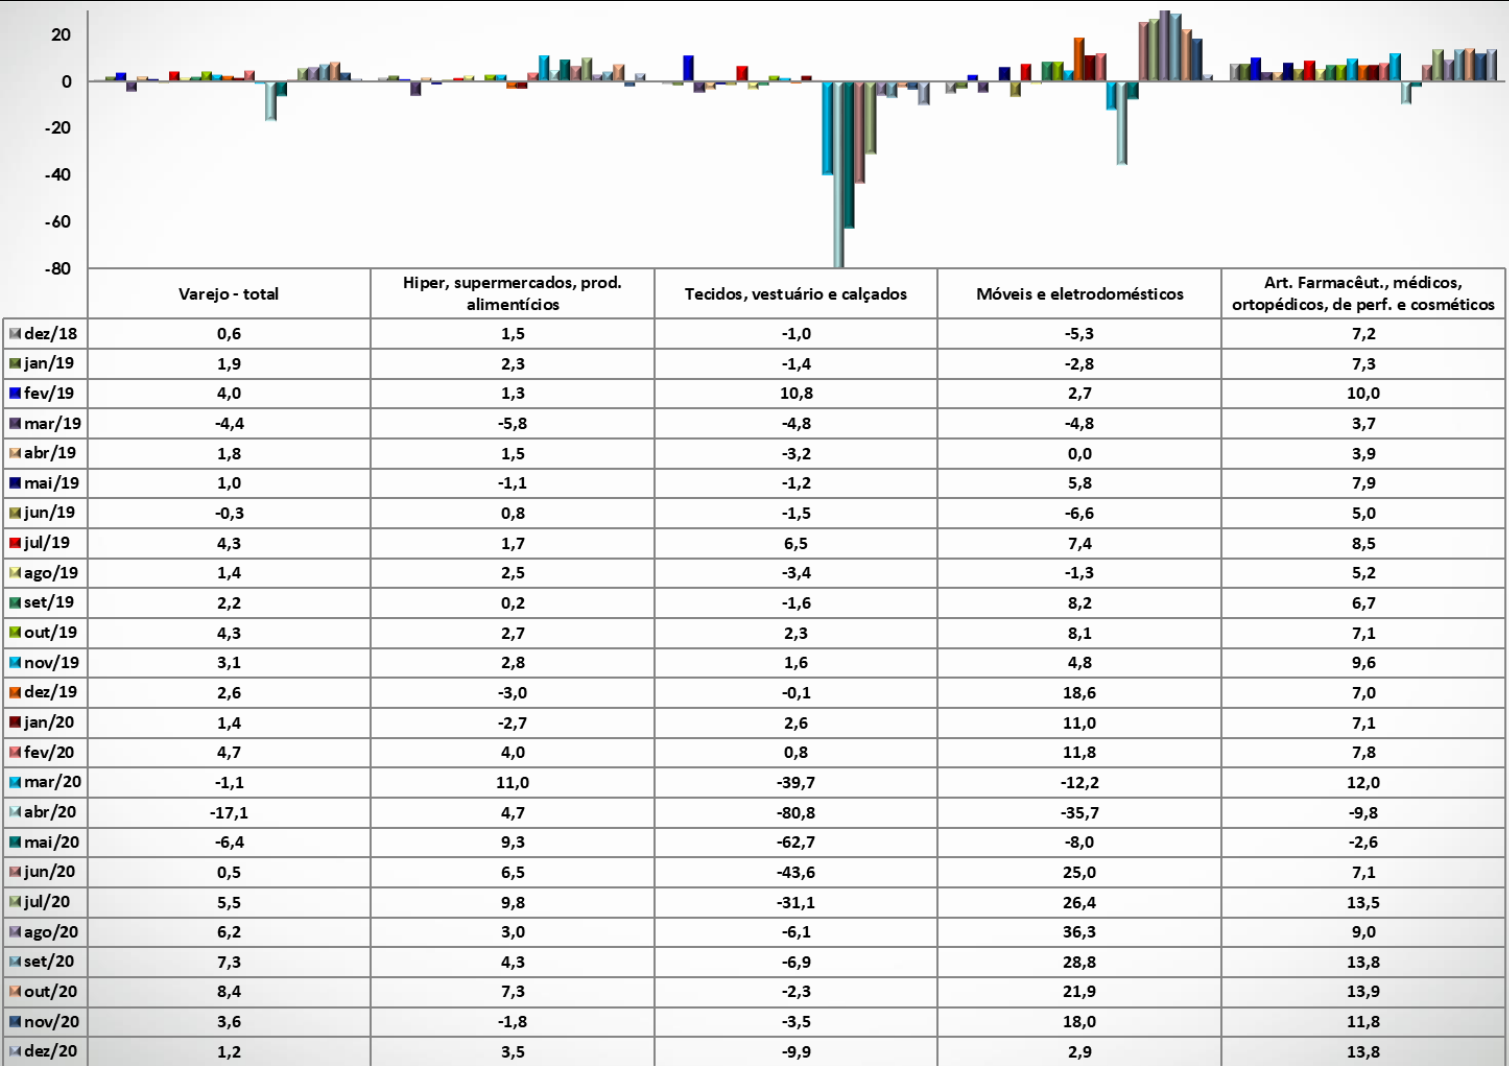 20
0
-20
-40
-60
-80
Varejo - total
Hiper, supermercados, prod.
alimentícios
Tecidos, vestuário e calçados
Móveis e eletrodomésticos
Art. Farmacêut., médicos,
ortopédicos, de perf. e cosméticos
dez/18 0,6 1,5 -1,0 -5,3 7,2
jan/19 1,9 2,3 -1,4 -2,8 7,3
fev/19 4,0 1,3 10,8 2,7 10,0
mar/19 -4,4 -5,8 -4,8 -4,8 3,7
abr/19 1,8 1,5 -3,2 0,0 3,9
mai/19 1,0 -1,1 -1,2 5,8 7,9
jun/19 -0,3 0,8 -1,5 -6,6 5,0
jul/19 4,3 1,7 6,5 7,4 8,5
ago/19 1,4 2,5 -3,4 -1,3 5,2
set/19 2,2 0,2 -1,6 8,2 6,7
out/19 4,3 2,7 2,3 8,1 7,1
nov/19 3,1 2,8 1,6 4,8 9,6
dez/19 2,6 -3,0 -0,1 18,6 7,0
jan/20 1,4 -2,7 2,6 11,0 7,1
fev/20 4,7 4,0 0,8 11,8 7,8
mar/20 -1,1 11,0 -39,7 -12,2 12,0
abr/20 -17,1 4,7 -80,8 -35,7 -9,8
mai/20 -6,4 9,3 -62,7 -8,0 -2,6
jun/20 0,5 6,5 -43,6 25,0 7,1
jul/20 5,5 9,8 -31,1 26,4 13,5
ago/20 6,2 3,0 -6,1 36,3 9,0
set/20 7,3 4,3 -6,9 28,8 13,8
out/20 8,4 7,3 -2,3 21,9 13,9
nov/20 3,6 -1,8 -3,5 18,0 11,8
dez/20 1,2 3,5 -9,9 2,9 13,8